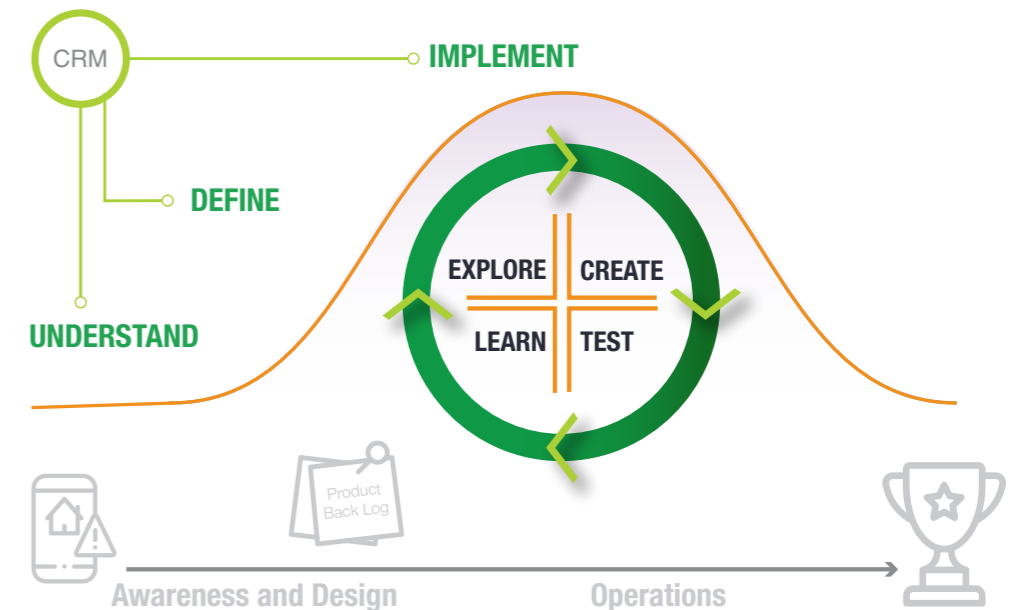 CRM
IMPLEMENT
DEFINE
UNDERSTAND
EXPLORE
CREATE
LEARN
TEST
Product
Back Log
Awareness and Design
Operations